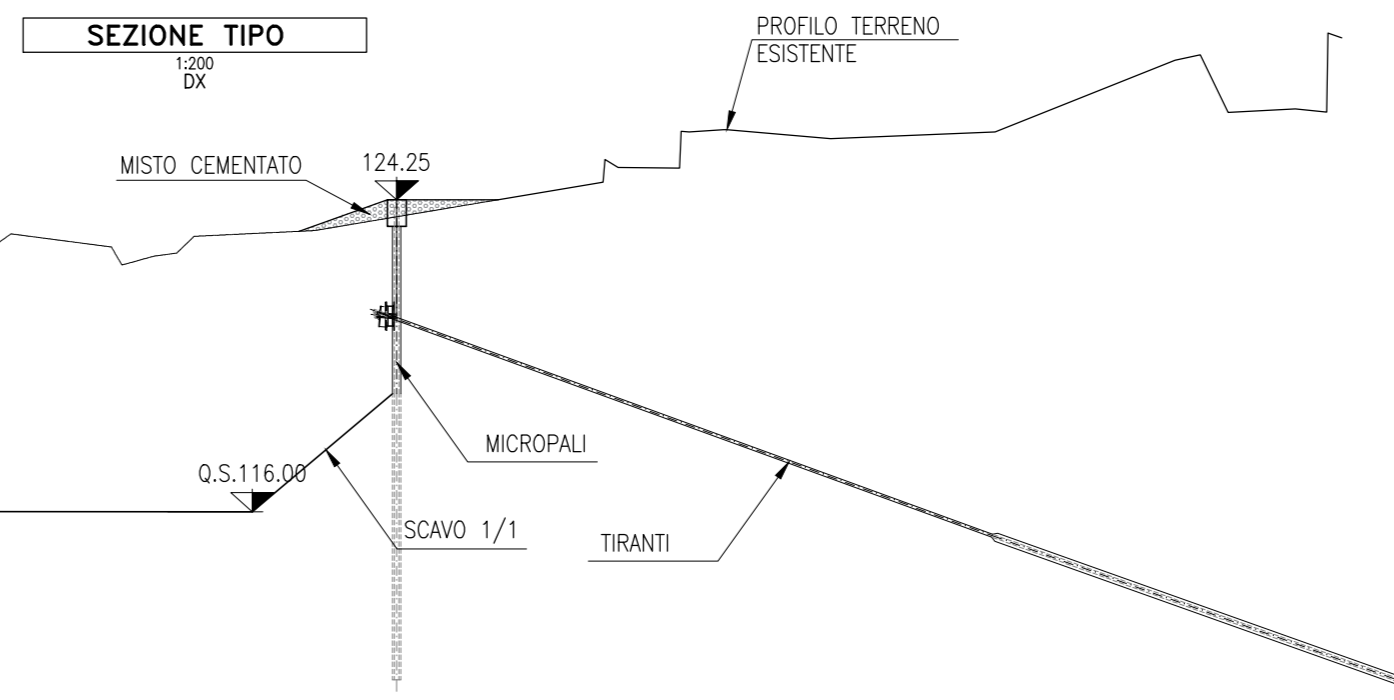 SEZIONE TIPO
1:200
DX
PROFILO TERRENO
ESISTENTE
MISTO CEMENTATO
124.25
MICROPALI
Q.S.116.00
SCAVO 1/1
TIRANTI